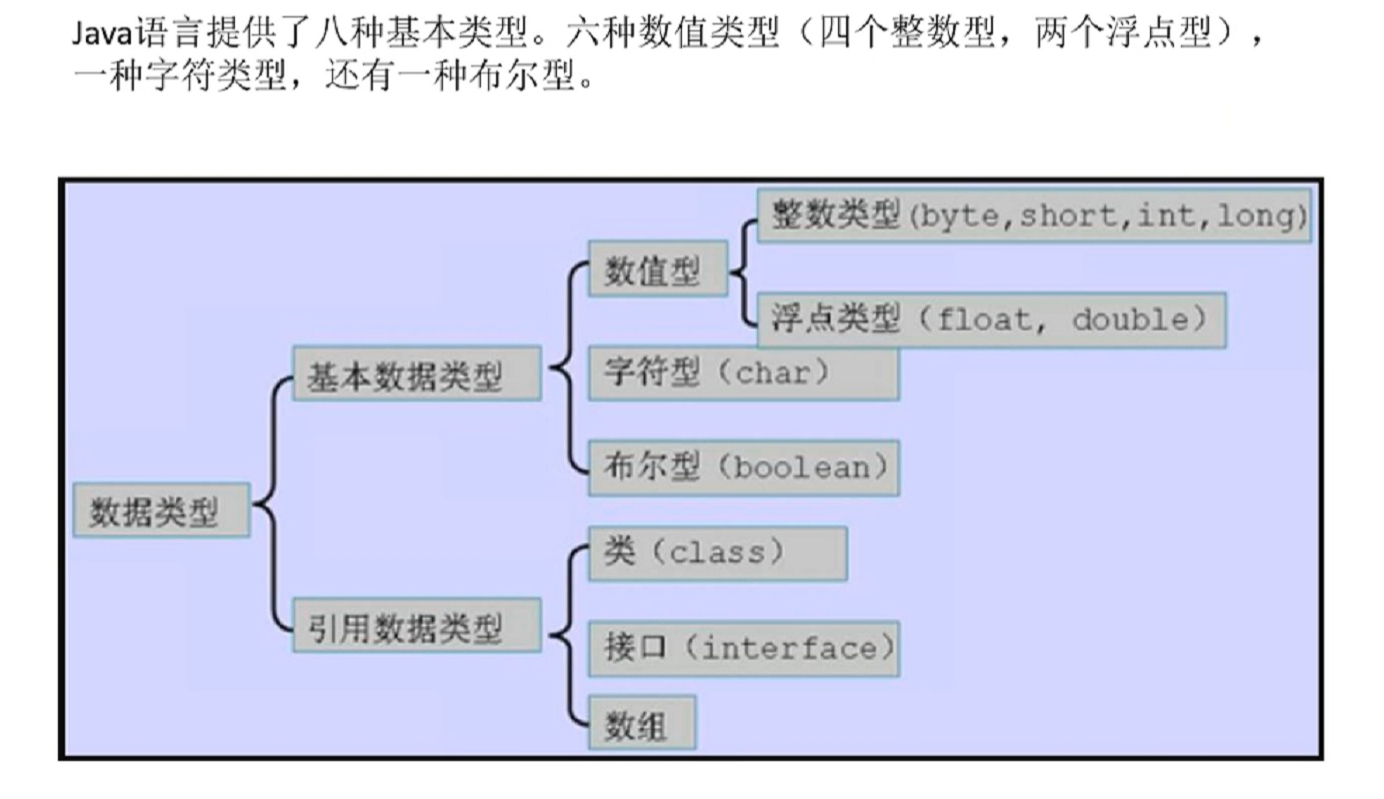 Java语言提供了八种基本类型。六种数值类型（四个整数型，两个浮点型），
一种字符类型，还有一种布尔型。
整数类型(byte,short,int,long)
数值型
浮点类型（float, double）
基本数据类型
字符型（char）
布尔型（boolean）
数据类型
类（class）
引用数据类型
接口（interface）
数组